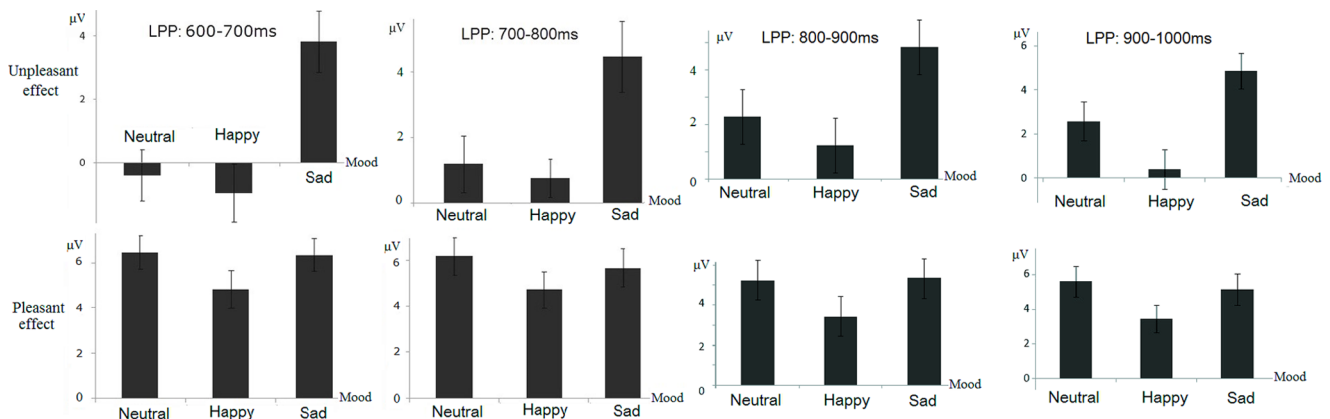 µV
LPP: 600-700ms
4
2
0
Unpleasant
effect
Neutral
Happy
Sad
Mood
µV
LPP: 700-800ms
4
2
0
Neutral
Happy
Sad
Mood
µV
LPP: 800-900ms
4
2
0
Neutral
Happy
Sad
Mood
µV
LPP: 900-1000ms
6
4
2
0
Neutral
Happy
Sad
Mood
Pleasant
effect
µV
6
4
2
0
Neutral
Happy
Sad
Mood
µV
6
4
2
0
Neutral
Happy
Sad
Mood
µV
4
2
0
Neutral
Happy
Sad
Mood
µV
6
4
2
0
Neutral
Happy
Sad
Mood